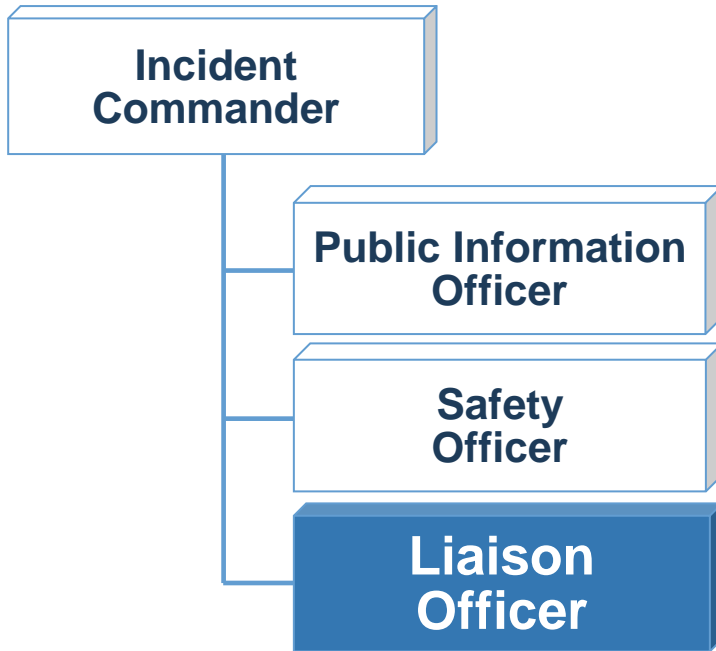 Incident
Commander
Public Information
Officer
Safety
Officer
Liaison
Officer